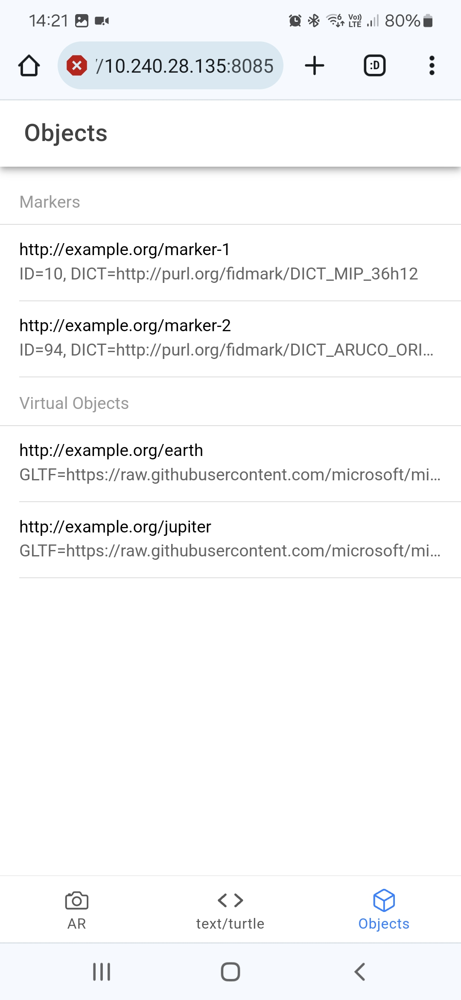 14:21
6 Vo)) LTE 80%
//10.240.28.135:8085
:D
Objects
Markers
http://example.org/marker-1
ID=10, DICT=http://purl.org/fidmark/DICT_MIP_36h12
http://example.org/marker-2
ID=94, DICT=http://purl.org/fidmark/DICT_ARUCO_ORI...
Virtual Objects
http://example.org/earth
GLTF=https://raw.githubusercontent.com/microsoft/mi...
http://example.org/jupiter
GLTF=https://raw.githubusercontent.com/microsoft/mi...
AR
text/turtle
Objects